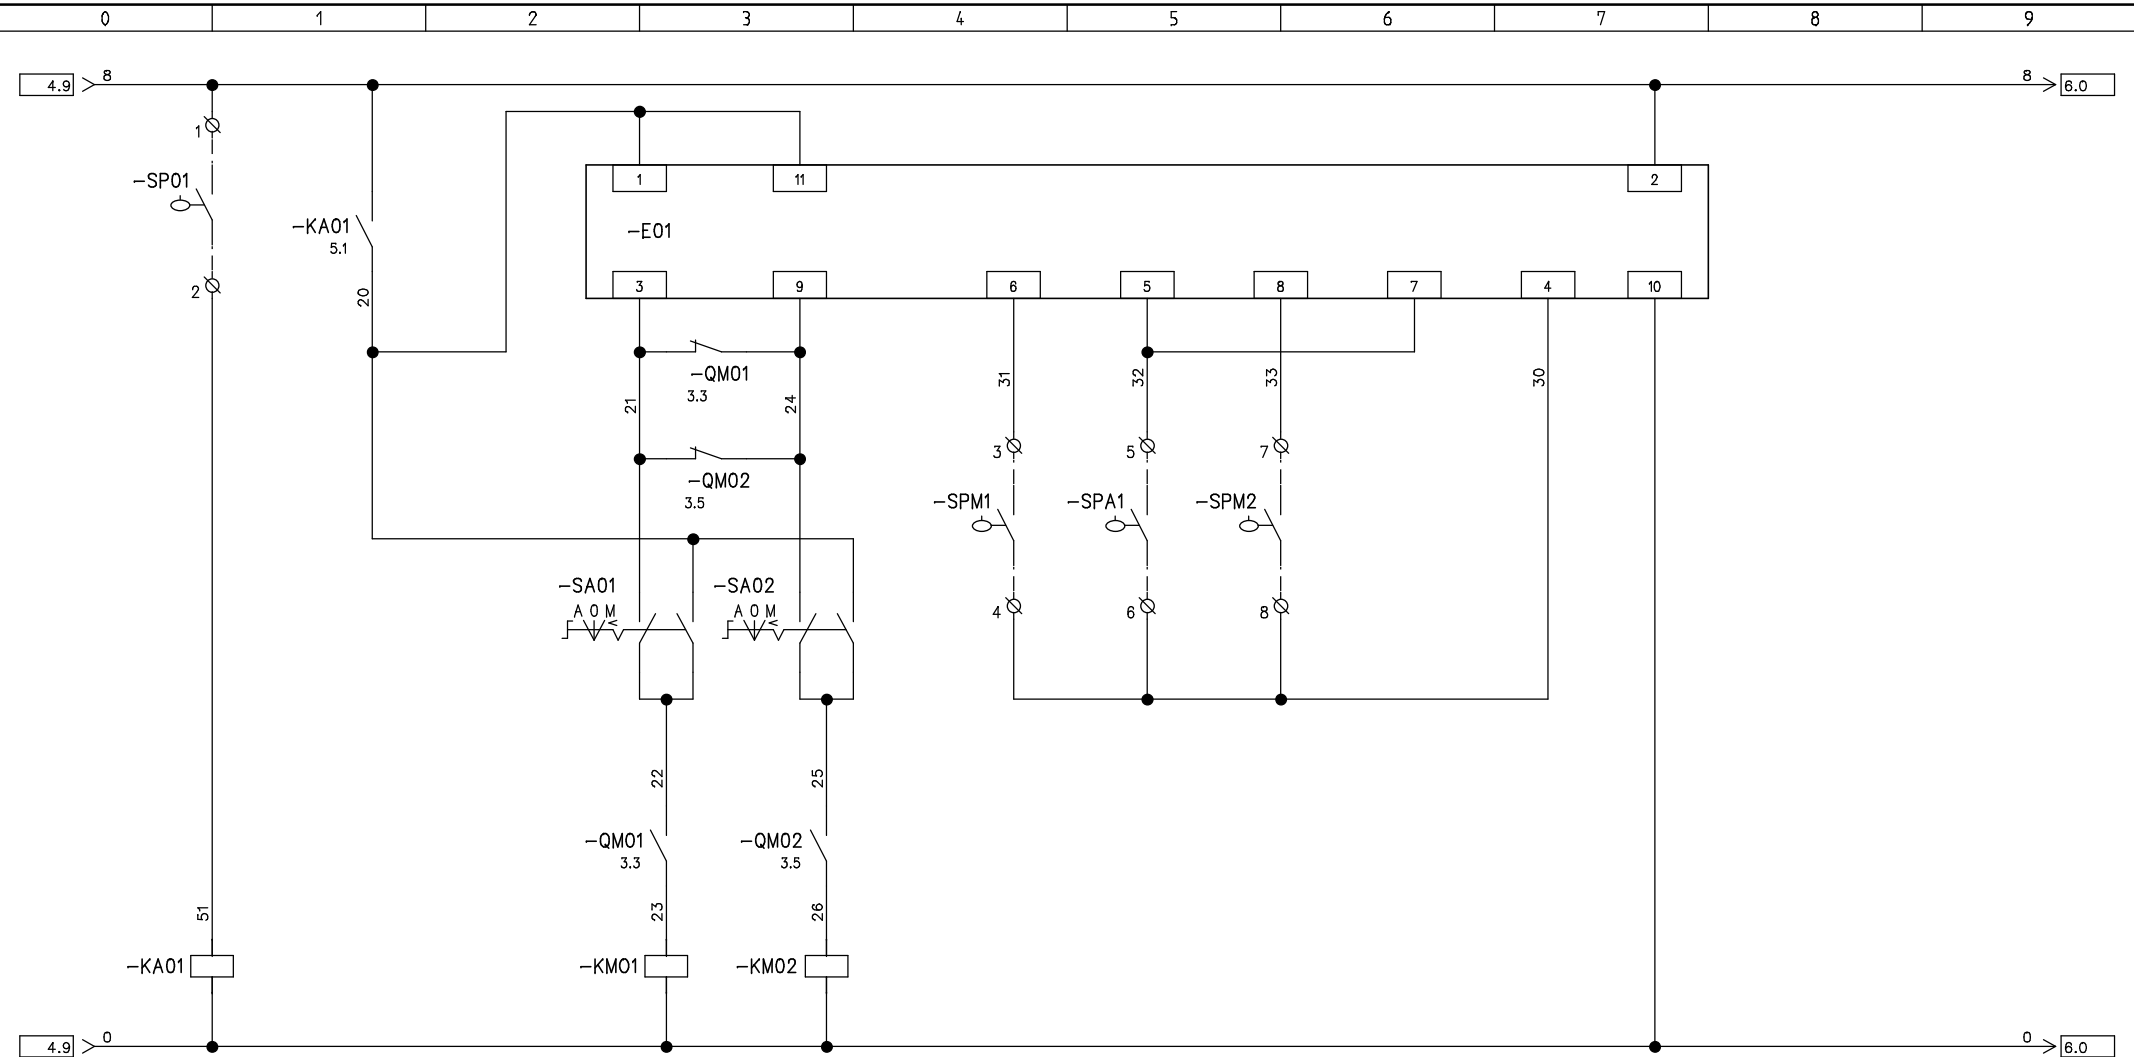 0 1 2 3 4 5 6 7 8 9
4.9 8 8 6.0
1
-SP01
1 11 2
-KA01
5.1
-E01
2
20
3 9 6 5 8 7 4 10
-QM01
3.3
21 24 31 32 33 30
3 5 7
-QM02
3.5
-SPM1 -SPA1 -SPM2
-SA01 -SA02
A O M A O M
4 6 8
22 25
-QM01 -QM02
3.3 3.5
51 23 26
-KA01 -KM01 -KM02
4.9 0 0 6.0